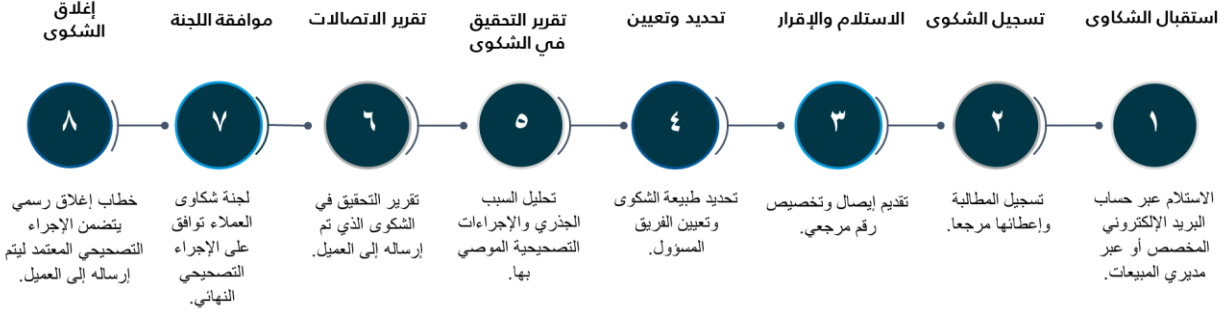 استقبال الشكاوى
١
الاستلام عبر حساب
البريد الإلكتروني
المخصص أو عبر
مديري المبيعات.
تسجيل الشكوى
٢
تسجيل المطالبة
وإعطائها مرجعا.
الاستلام والإقرار
٣
تقديم إيصال وتخصيص
رقم مرجعي.
تحديد وتعيين
٤
تحديد طبيعة الشكوى
وتعيين الفريق
المسؤول.
تقرير التحقيق
في الشكوى
٥
تحليل السبب
الجذري والإجراءات
التصحيحية الموصي
بها.
تقرير الاتصالات
٦
تقرير التحقيق في
الشكوى الذي تم
إرساله إلى العميل.
موافقة اللجنة
٧
لجنة شكاوى
العملاء توافق
على الإجراء
التصحيحي
النهائي.
إغلاق
الشكوى
٨
خطاب إغلاق رسمي
يتضمن الإجراء
التصحيحي المعتمد ليتم
إرساله إلى العميل.